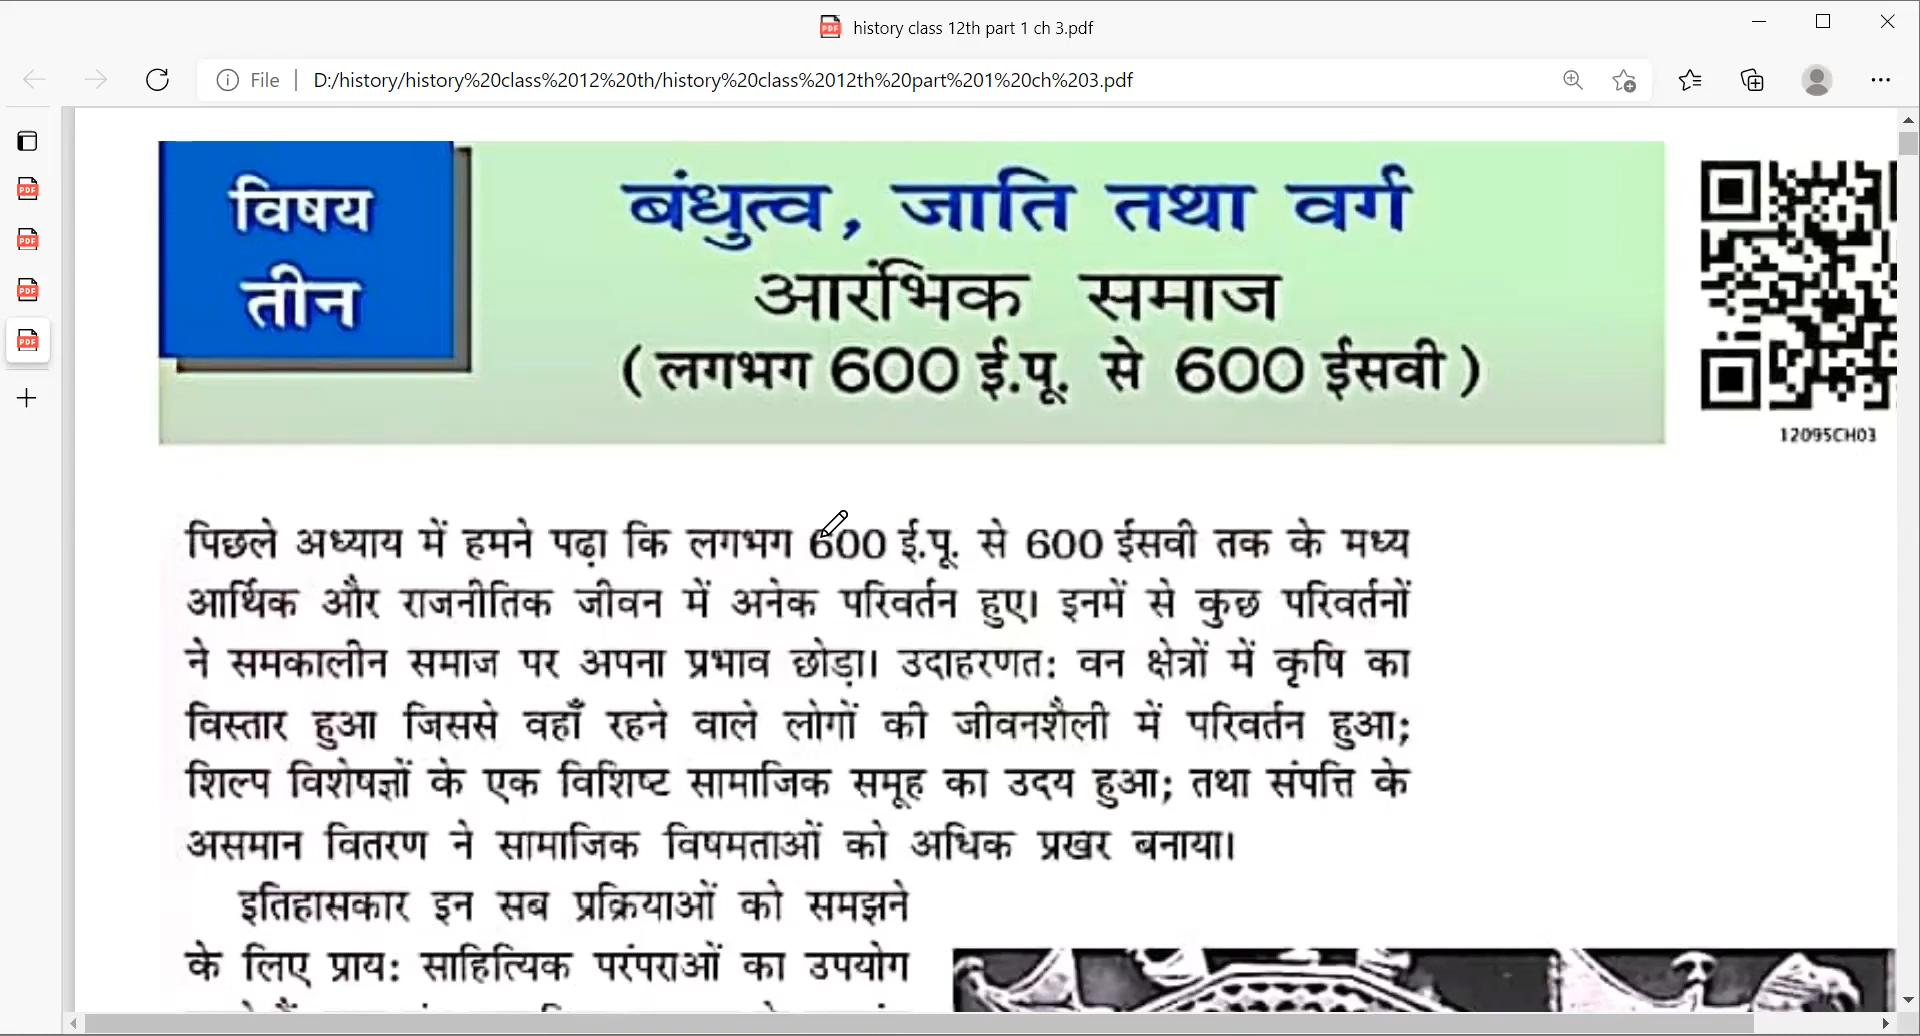 history class 12th part 1 ch 3.pdf
File
D:/history/history%20class%2012%20th/history%20class%2012th%20part%201%20ch%203.pdf
विषय
तीन
बंधुत्व, जाति तथा वर्ग
आरंभिक समाज
(लगभग 600 ई.पू. से 600 ईसवी)
12095CH03
पिछले अध्याय में हमने पढ़ा कि लगभग 600 ई.पू. से 600 ईसवी तक के मध्य
आर्थिक और राजनीतिक जीवन में अनेक परिवर्तन हुए। इनमें से कुछ परिवर्तनों
ने समकालीन समाज पर अपना प्रभाव छोड़ा। उदाहरणत: वन क्षेत्रों में कृषि का
विस्तार हुआ जिससे वहाँ रहने वाले लोगों की जीवनशैली में परिवर्तन हुआ;
शिल्प विशेषज्ञों के एक विशिष्ट सामाजिक समूह का उदय हुआ; तथा संपत्ति के
असमान वितरण ने सामाजिक विषमताओं को अधिक प्रखर बनाया।
इतिहासकार इन सब प्रक्रियाओं को समझने
के लिए प्राय: साहित्यिक परंपराओं का उपयोग